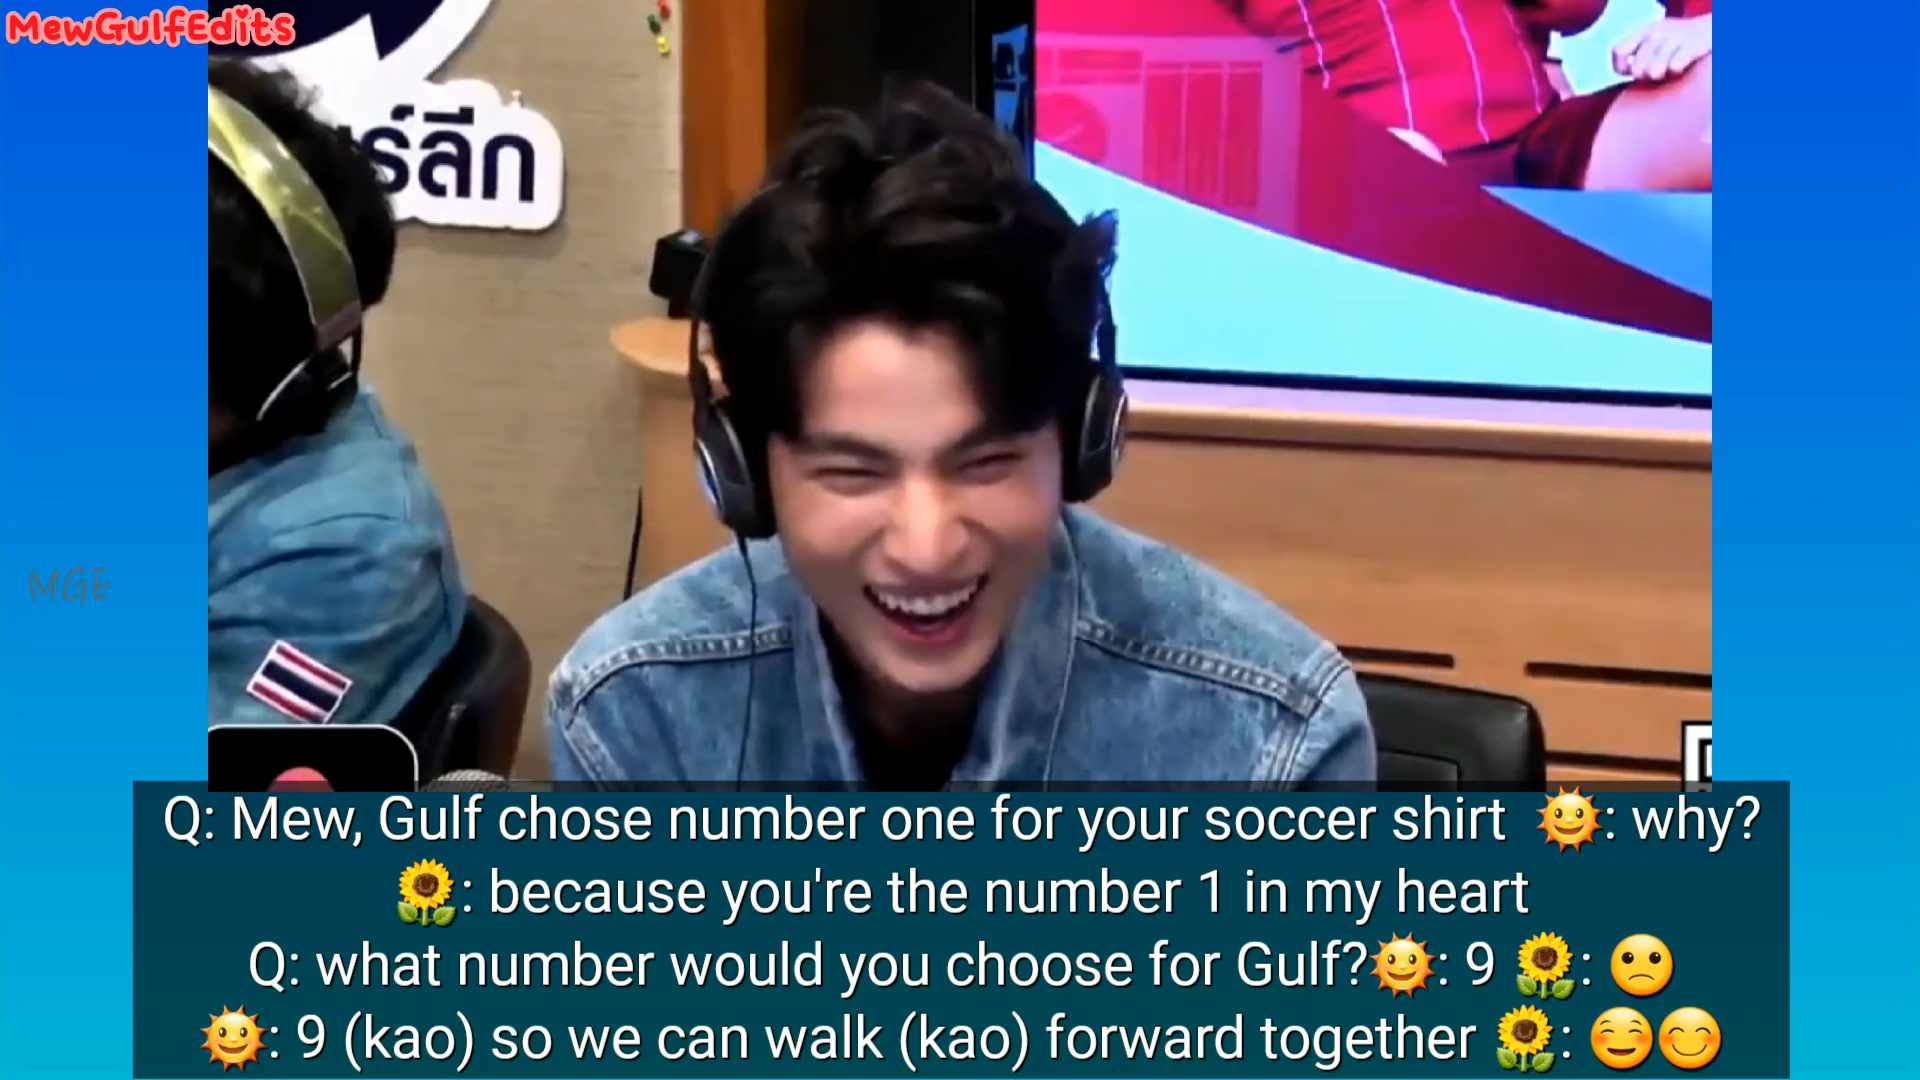 MewGulfEdits
ร์ลีก
MGE
Q: Mew, Gulf chose number one for your soccer shirt 🌞: why?
🌻: because you're the number 1 in my heart
Q: what number would you choose for Gulf?🌞: 9 🌻: 🙁
🌞: 9 (kao) so we can walk (kao) forward together 🌻: ☺️😊